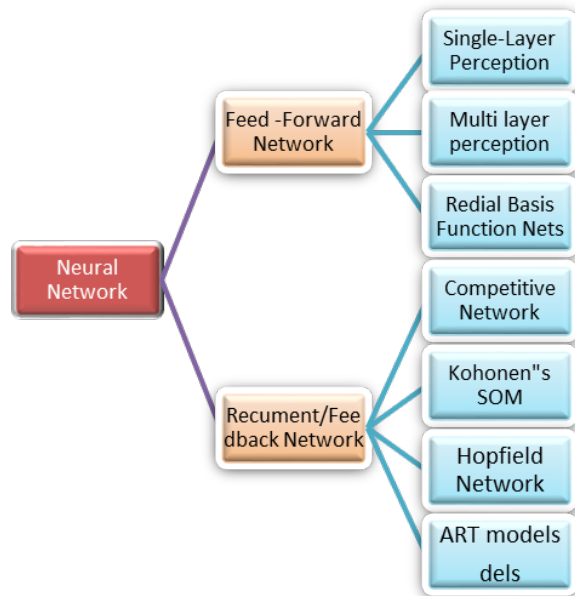 Neural
Network
Feed -Forward
Network
Single-Layer
Perception
Multi layer
perception
Redial Basis
Function Nets
Recument/Fee
dback Network
Competitive
Network
Kohonen"s
SOM
Hopfield
Network
ART models
dels